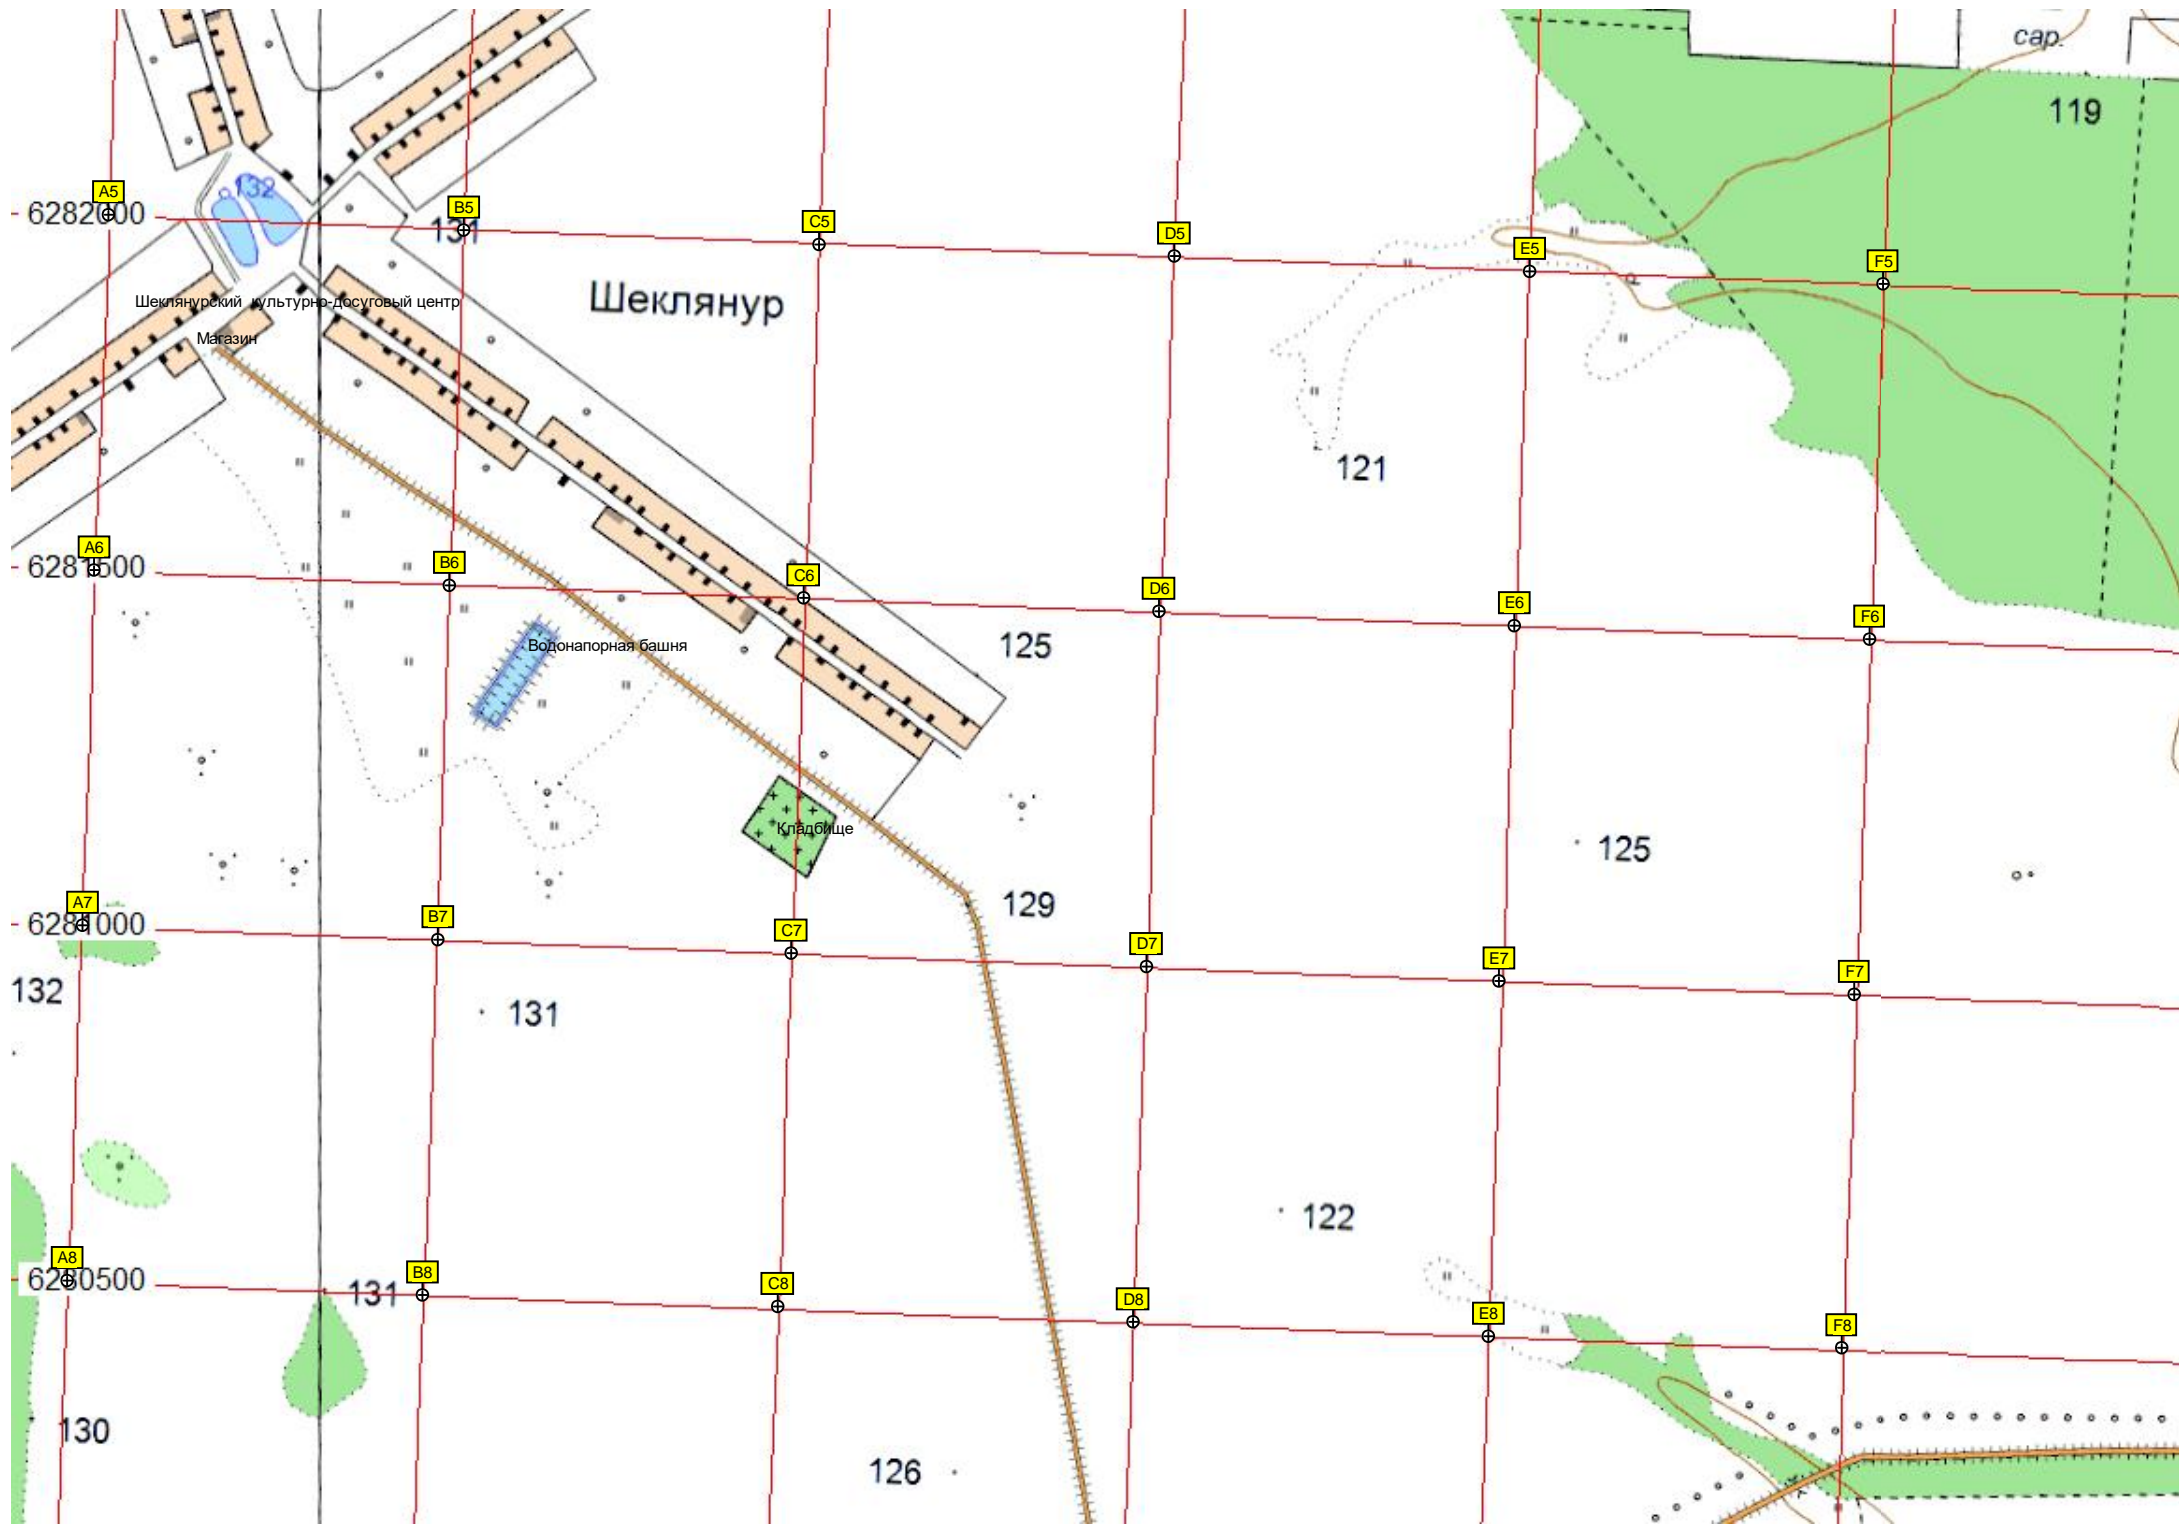 сар.
119
132
A5
6282000
B5
131
C5
D5
E5
F5
Шеклянур
Шеклянурский культурно-досуговый центр
Магазин
121
A6
6281500
B6
C6
D6
E6
F6
125
Водонапорная башня
Кладбище
125
129
A7
6281000
B7
C7
D7
E7
F7
132
131
122
A8
6280500
131
B8
C8
D8
E8
F8
130
126